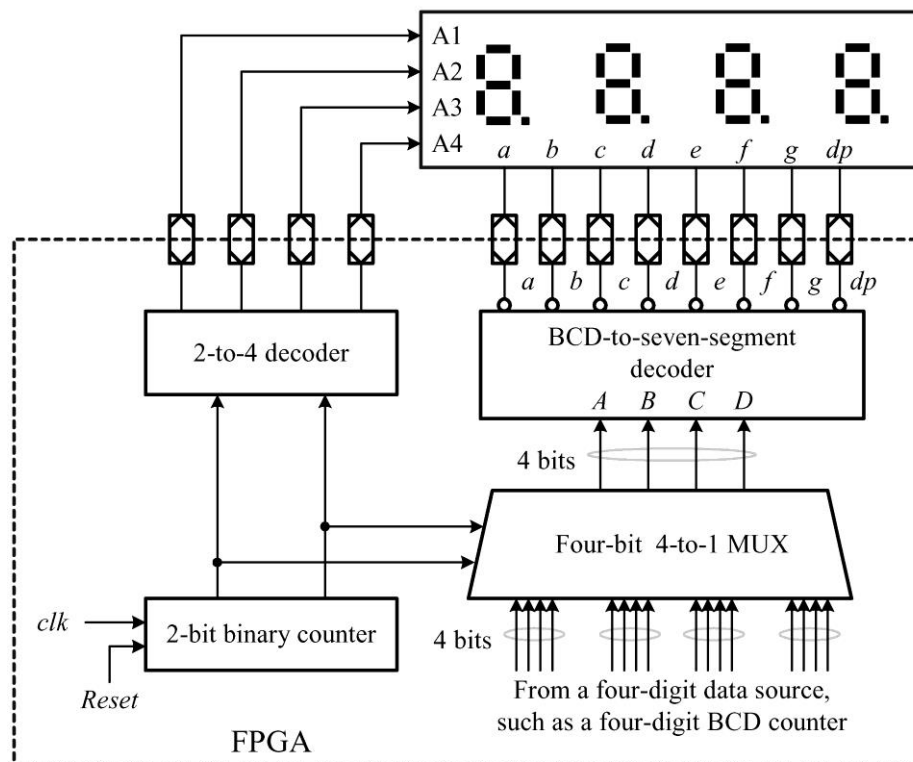 A1
A2
A3
A4
a b c d e f g dp
a b c d e f g dp
2-to-4 decoder
BCD-to-seven-segment
decoder
A B C D
4 bits
Four-bit 4-to-1 MUX
clk
2-bit binary counter
Reset
4 bits
From a four-digit data source,
such as a four-digit BCD counter
FPGA